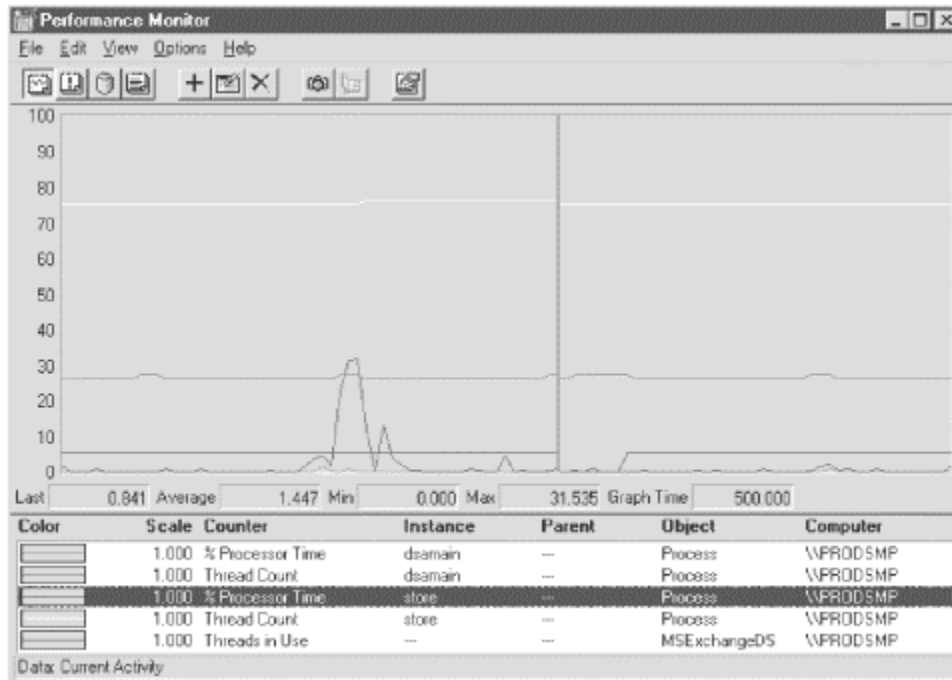 Performance Monitor
File Edit View Options Help
100
90
80
70
60
50
40
30
20
10
0
Last 0.841 Average 1.447 Min 0.000 Max 31.535 Graph Time 500.000
Color Scale Counter Instance Parent Object Computer
1.000 % Processor Time dsamain --- Process \\PRODSMP
1.000 Thread Count dsamain --- Process \\PRODSMP
1.000 % Processor Time store --- Process \\PRODSMP
1.000 Thread Count store --- Process \\PRODSMP
1.000 Threads in Use --- --- MSExchangeDS \\PRODSMP
Data: Current Activity